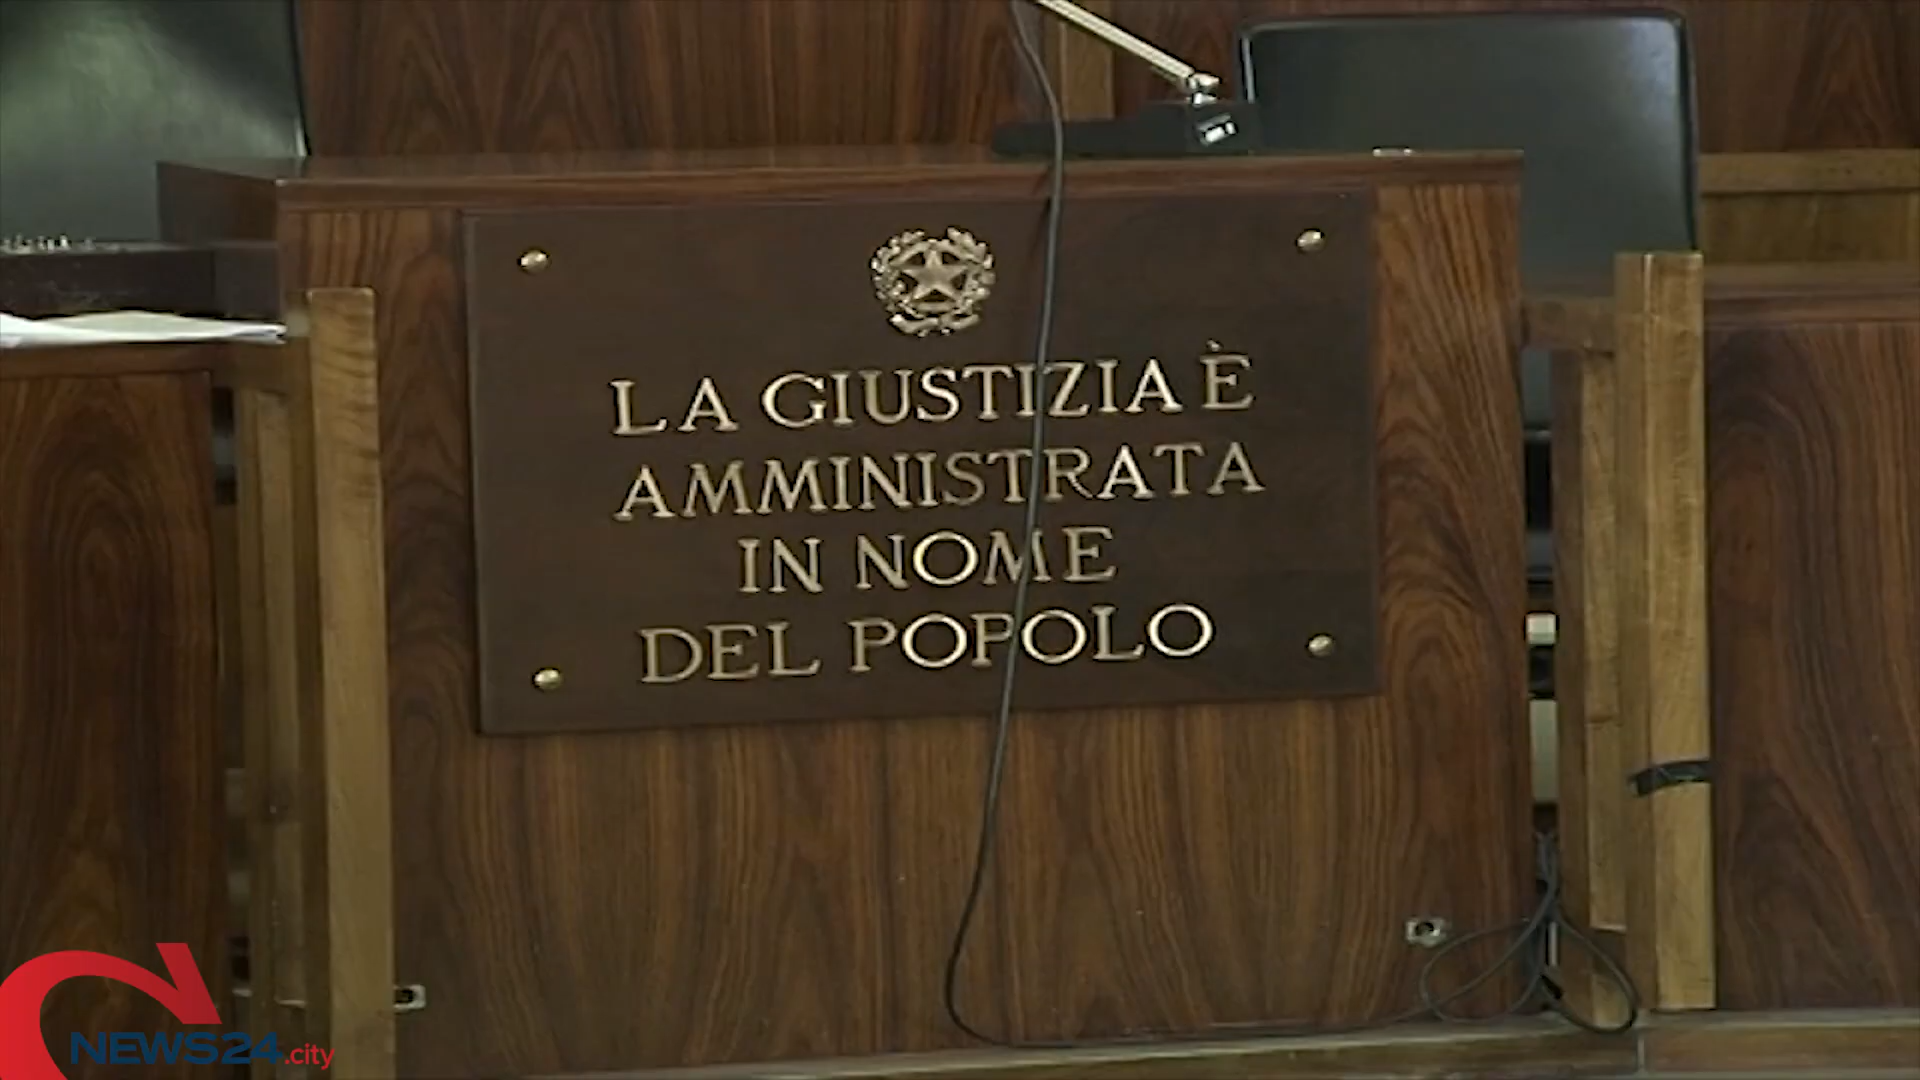 LA GIUSTIZIA È
AMMINISTRATA
IN NOME
DEL POPOLO
NEWS24.city